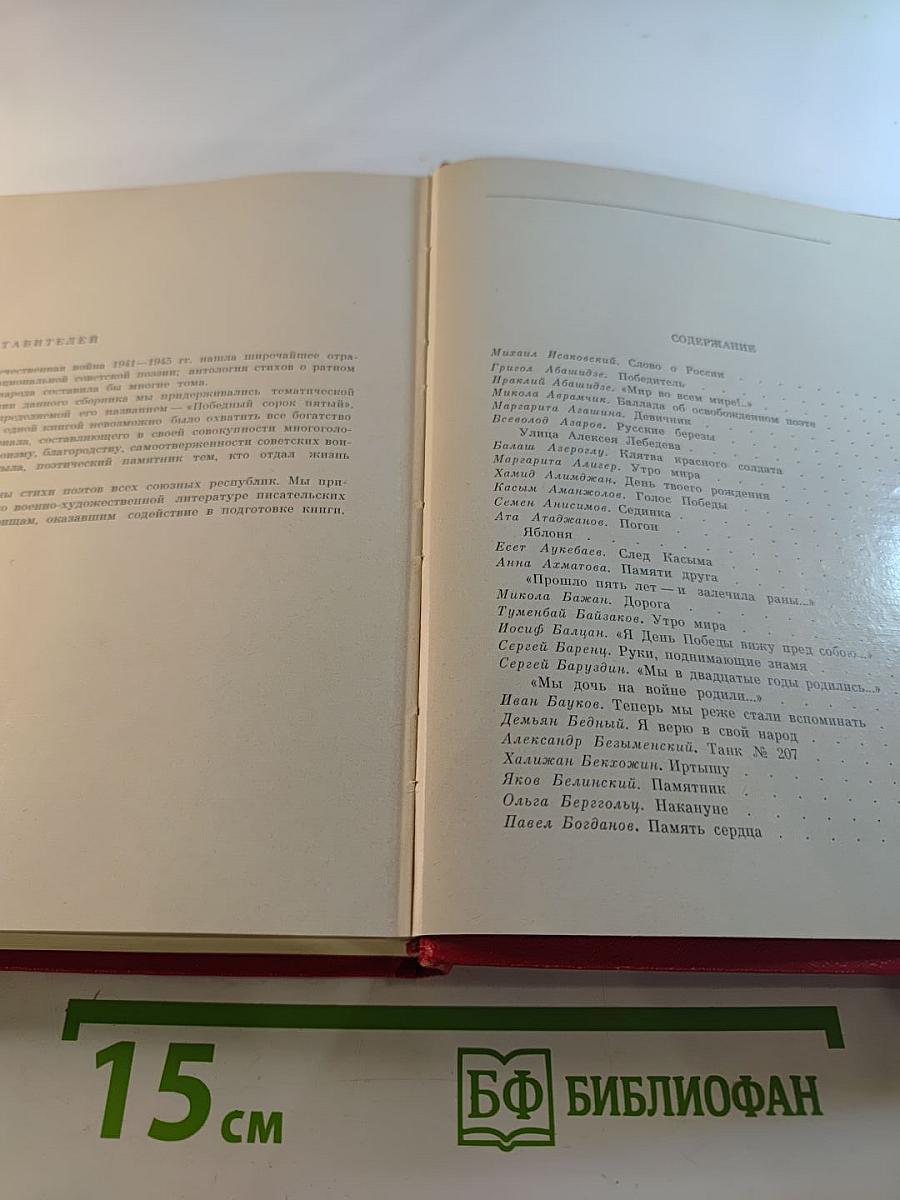 ТАВИТЕЛЕЙ
ечественная война 1941—1945 гг. нашла широчайшее отра-
ациональной советской поэзии; антология стихов о ратном
народа составила бы многие тома.
ии данного сборника мы придерживались тематической
пределяемой его названием — «Победный сорок пятый».
одной книгой невозможно было охватить все богатство
риала, составляющего в своей совокупности многоголо-
оизму, благородству, самоотверженности советских вои-
ыла, поэтический памятник тем, кто отдал жизнь
ны стихи поэтов всех союзных республик. Мы при-
о военно-художественной литературе писательских
ищам, оказавшим содействие в подготовке книги.
СОДЕРЖАНИЕ
Михаил Исаковский. Слово о России
Григол Абашидзе. Победитель
Ираклий Абашидзе. «Мир во всем мире!..»
Микола Аврамчик. Баллада об освобожденном поэте
Маргарита Агашина. Девичник
Всеволод Азаров. Русские березы
Улица Алексея Лебедева
Балаш Азероглу. Клятва красного солдата
Маргарита Алигер. Утро мира
Хамид Алимджан. День твоего рождения
Касым Аманжолов. Голос Победы
Семен Анисимов. Сединка
Ата Атаджанов. Погон
Яблоня
Есет Аукебаев. След Касыма
Анна Ахматова. Памяти друга
«Прошло пять лет — и залечила раны...»
Микола Бажан. Дорога
Туменбай Байзаков. Утро мира
Иосиф Балцан. «Я День Победы вижу пред собою...»
Сергей Баренц. Руки, поднимающие знамя
Сергей Баруздин. «Мы в двадцатые годы родились...»
«Мы дочь на войне родили...»
Иван Бауков. Теперь мы реже стали вспоминать
Демьян Бедный. Я верю в свой народ
Александр Безыменский. Танк № 207
Халижан Бекхожин. Иртышу
Яков Белинский. Памятник
Ольга Берггольц. Накануне
Павел Богданов. Память сердца
15 см
БФ БИБЛИОФАН